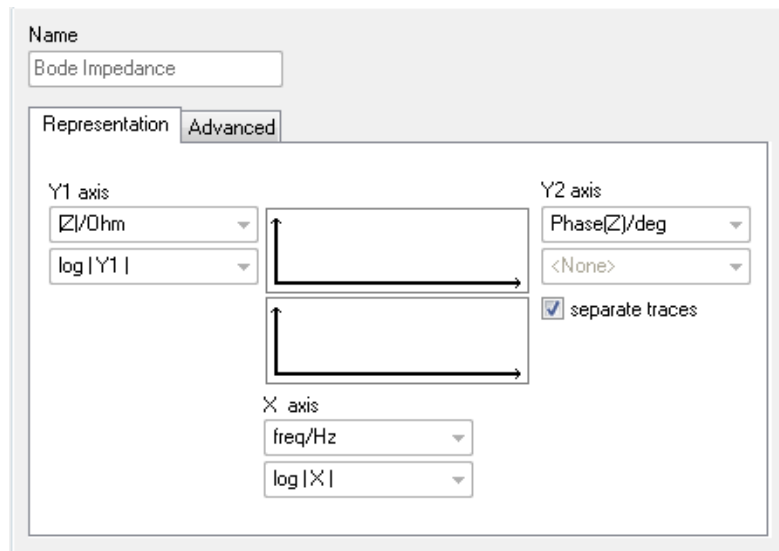 Name
Bode Impedance
Representation Advanced
Y1 axis
|Z|/Ohm
log |Y1|
Y2 axis
Phase(Z)/deg
<None>
separate traces
X axis
freq/Hz
log |X|